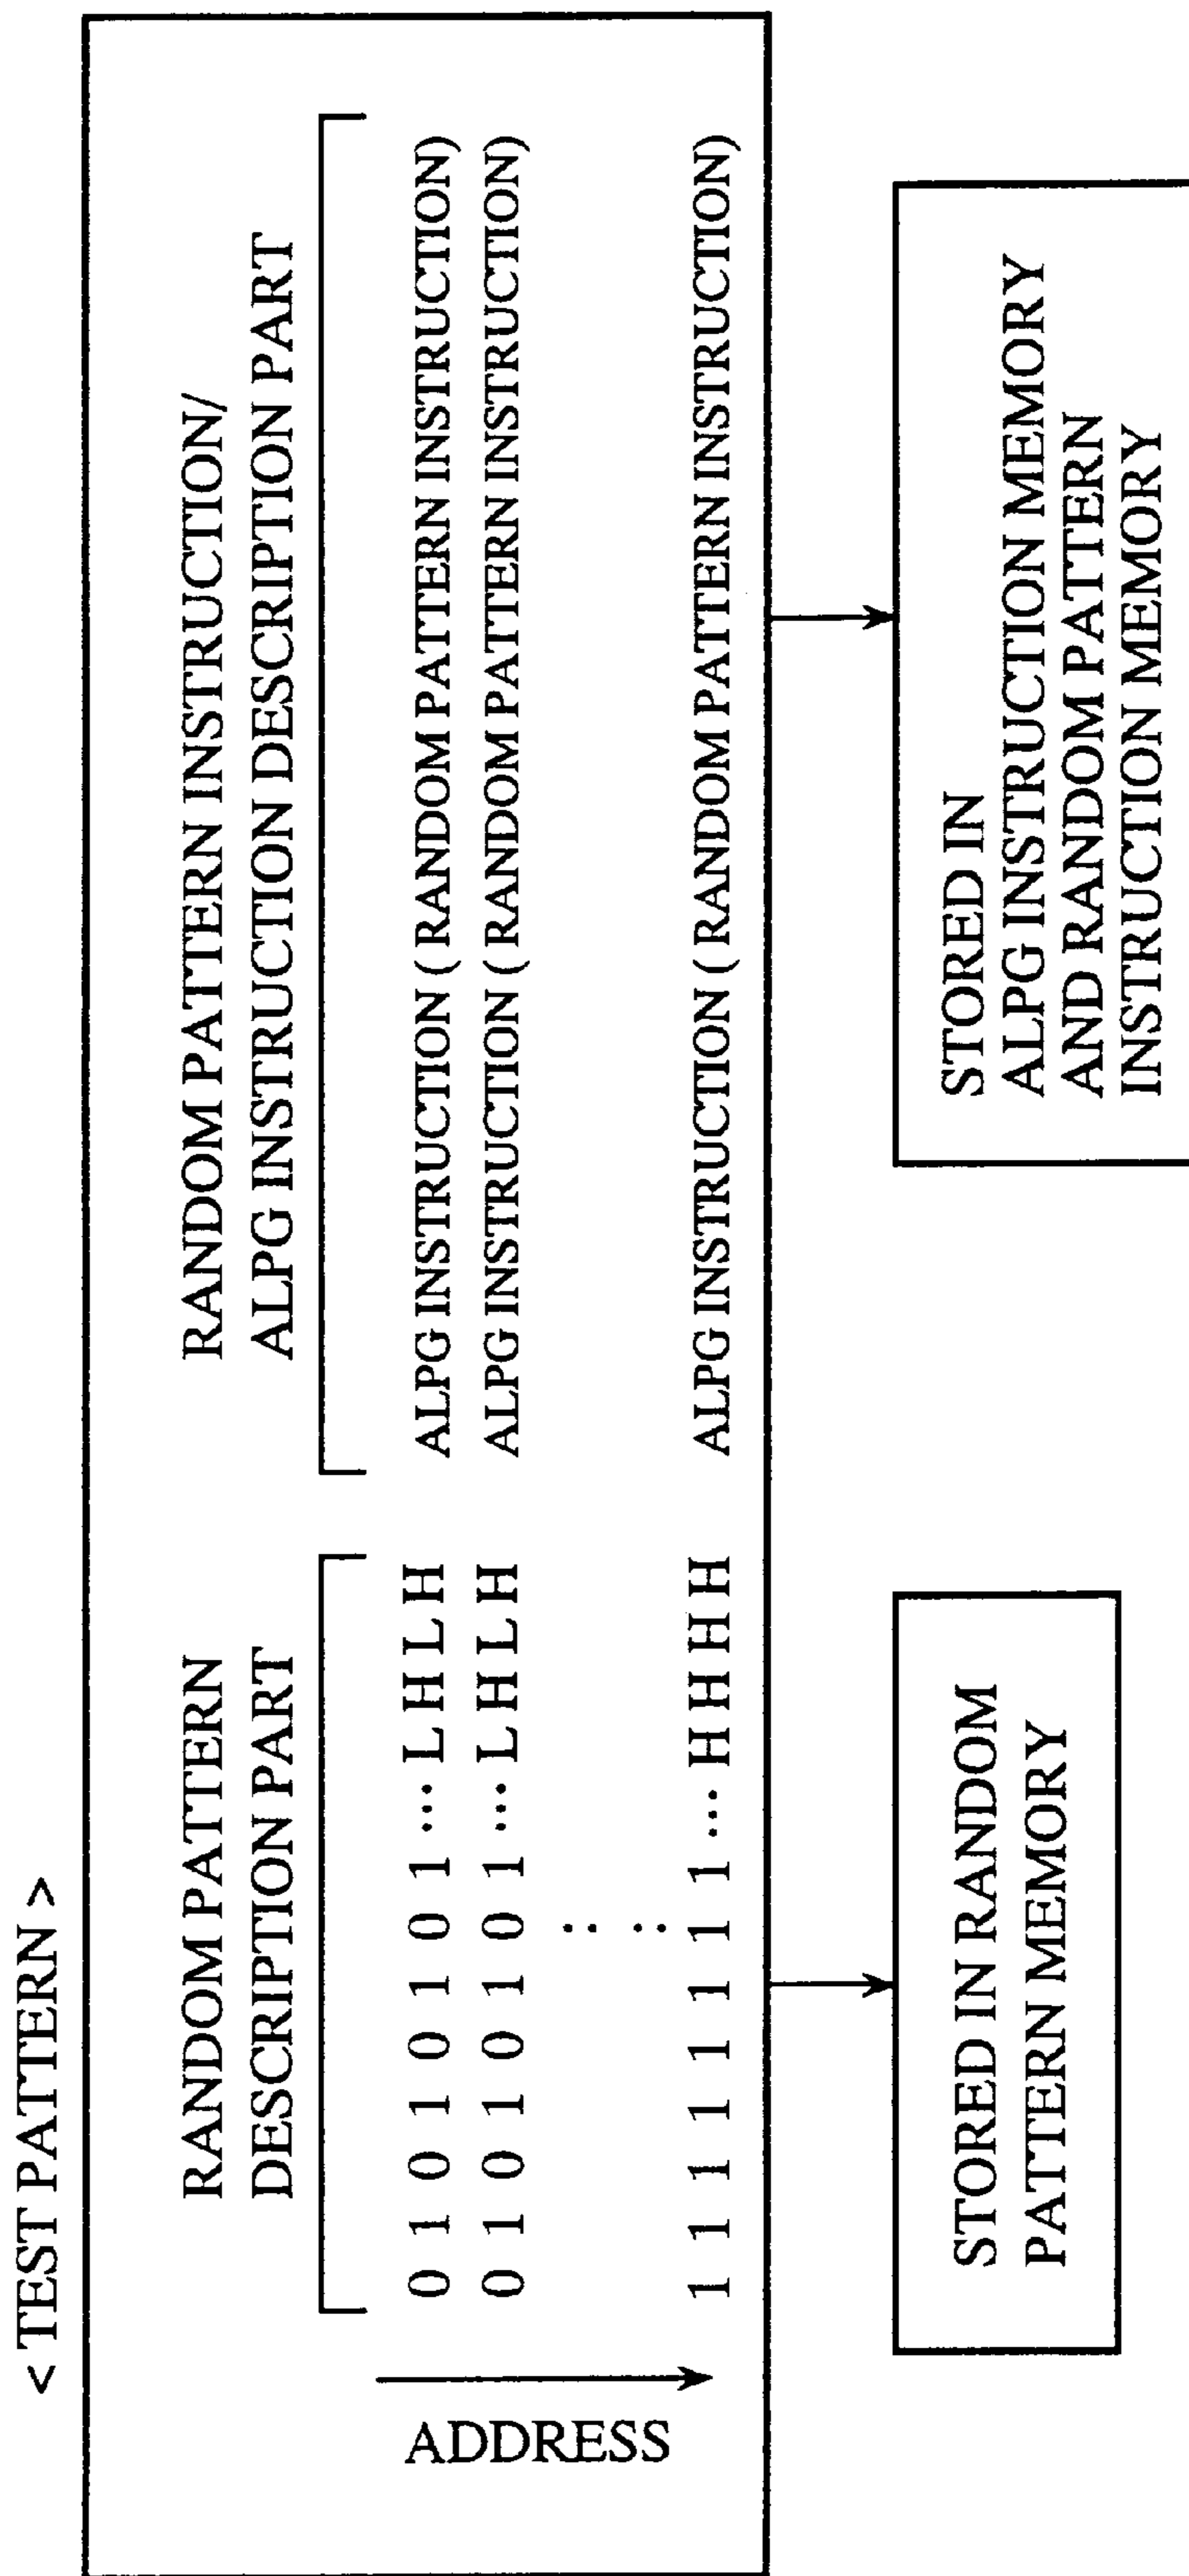 < TEST PATTERN >
RANDOM PATTERN
DESCRIPTION PART
RANDOM PATTERN INSTRUCTION/
ALPG INSTRUCTION DESCRIPTION PART
ADDRESS
0 1 0 1 0 1 0 1 ... L H L H ALPG INSTRUCTION ( RANDOM PATTERN INSTRUCTION)
0 1 0 1 0 1 0 1 ... L H L H ALPG INSTRUCTION ( RANDOM PATTERN INSTRUCTION)
1 1 1 1 1 1 1 1 ... H H H H ALPG INSTRUCTION ( RANDOM PATTERN INSTRUCTION)
STORED IN RANDOM
PATTERN MEMORY
STORED IN
ALPG INSTRUCTION MEMORY
AND RANDOM PATTERN
INSTRUCTION MEMORY